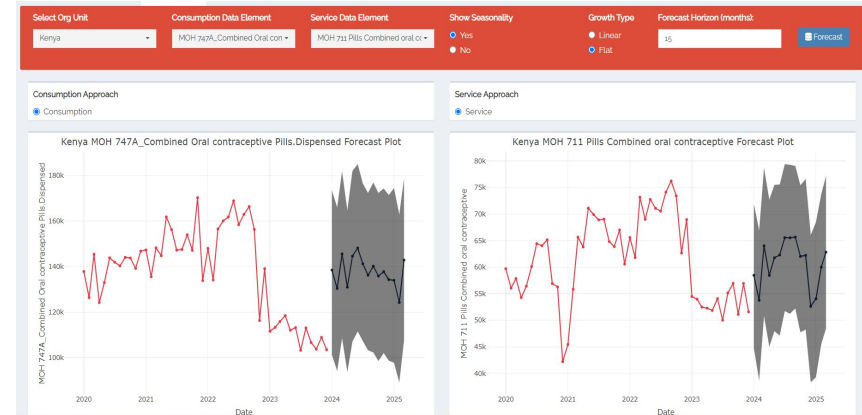 Select Org Unit
Consumption Data Element
Service Data Element
Show Seasonality
Growth Type
Forecast Horizon (months):
Kenya
MOH 747A_Combined Oral con
MOH 711 Pills Combined oral cc
Yes
No
Linear
Flat
15
Forecast
Consumption Approach
Consumption
Service Approach
Service
Kenya MOH 747A_Combined Oral contraceptive Pills.Dispensed Forecast Plot
MOH 747A_Combined Oral contraceptive Pills.Dispensed
180k
160k
140k
120k
100k
2020
2021
2022
2023
2024
2025
Date
Kenya MOH 711 Pills Combined oral contraceptive Forecast Plot
MOH 711 Pills Combined oral contraceptive
80k
75k
70k
65k
60k
55k
50k
45k
40k
2020
2021
2022
2023
2024
2025
Date